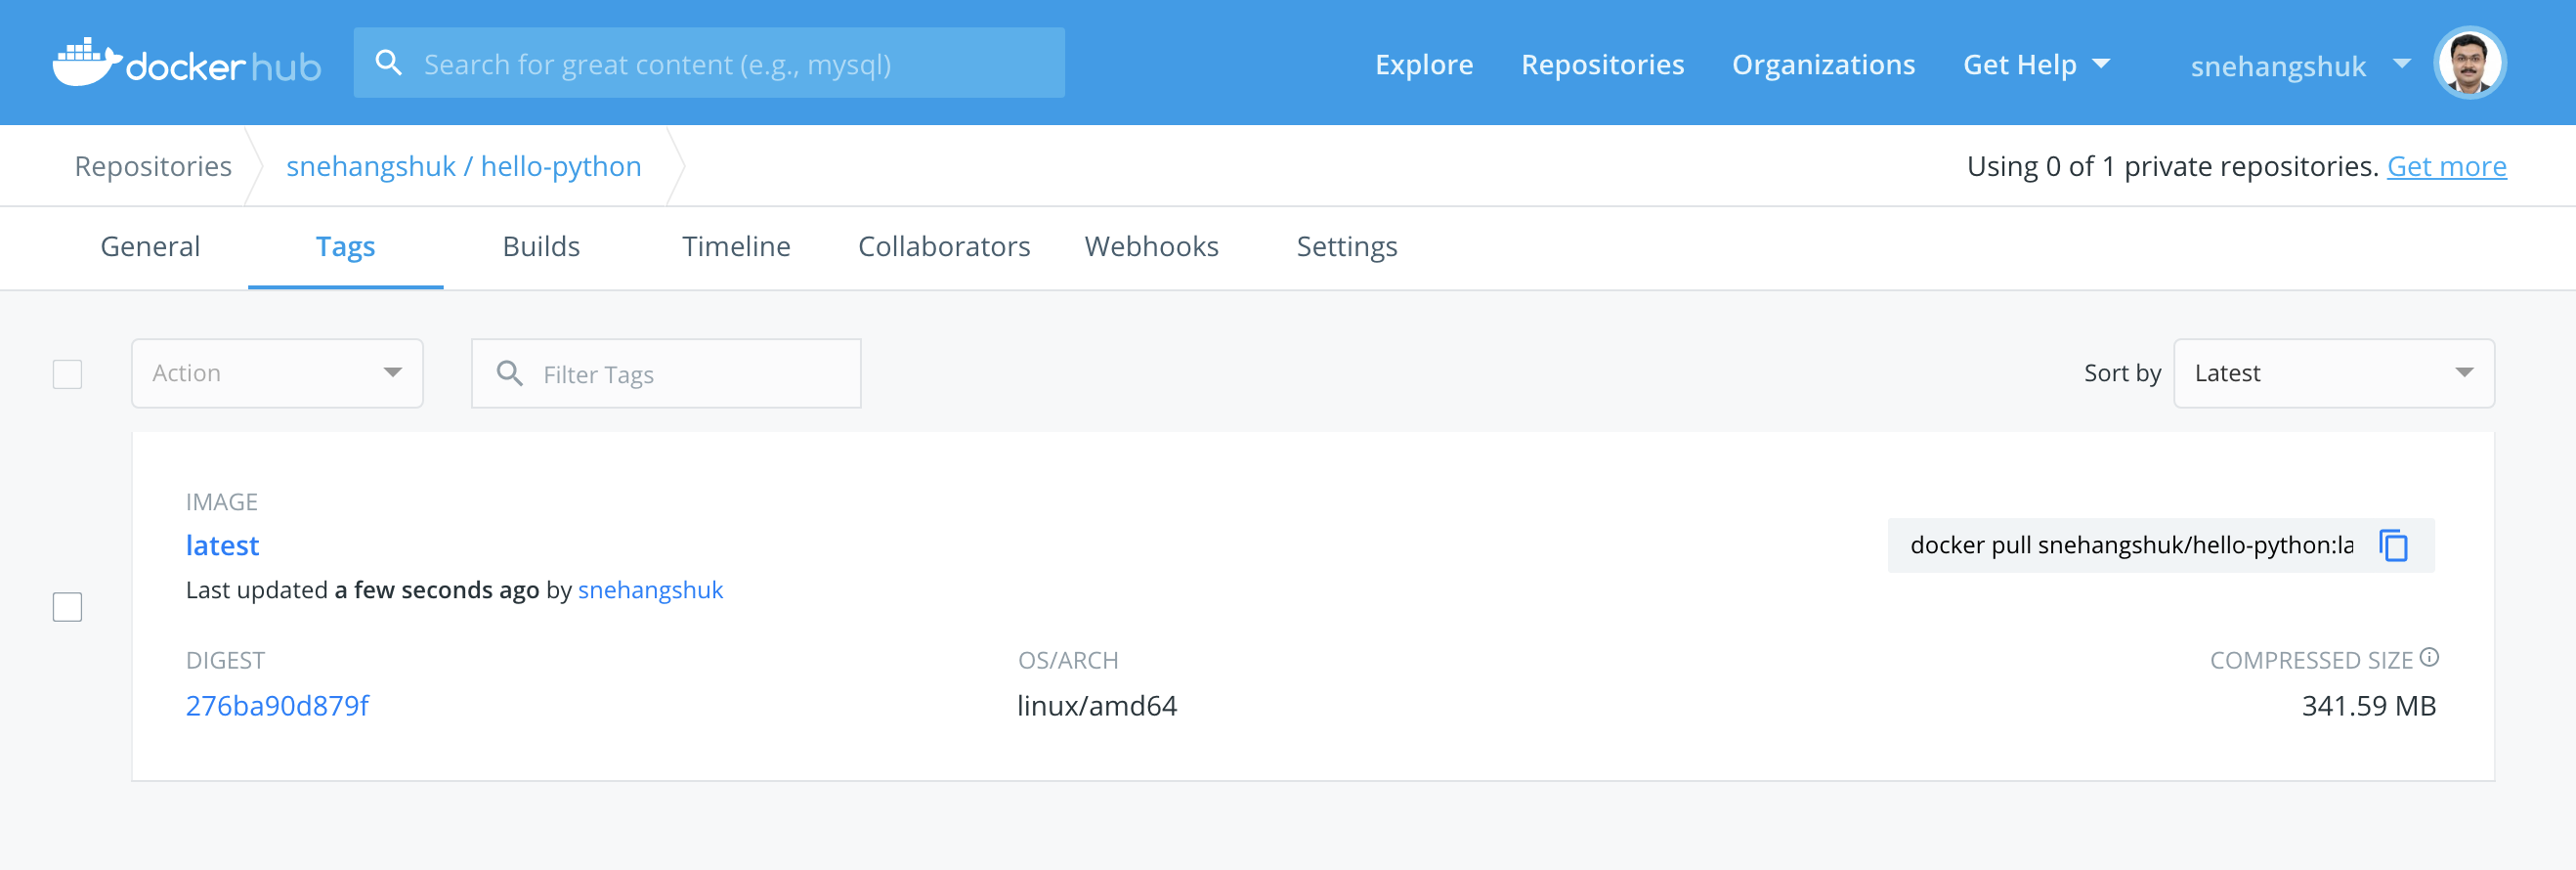 docker hub
Search for great content (e.g., mysql)
Explore
Repositories
Organizations
Get Help
snehangshuk
Repositories
snehangshuk / hello-python
Using 0 of 1 private repositories. Get more
General
Tags
Builds
Timeline
Collaborators
Webhooks
Settings
Action
Filter Tags
Sort by
Latest
IMAGE
latest
Last updated a few seconds ago by snehangshuk
docker pull snehangshuk/hello-python:la
DIGEST
276ba90d879f
OS/ARCH
linux/amd64
COMPRESSED SIZE
341.59 MB